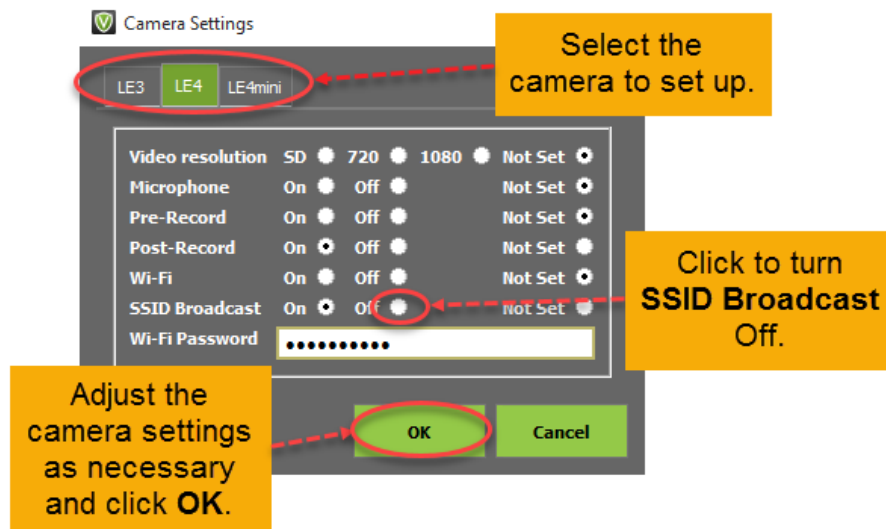 Camera Settings
Select the
camera to set up.
LE3 LE4 LE4mini
Video resolution SD 720 1080 Not Set
Microphone On Off Not Set
Pre-Record On Off Not Set
Post-Record On Off Not Set
Wi-Fi On Off Not Set
SSID Broadcast On Off Not Set
Wi-Fi Password ••••••••••
Click to turn
SSID Broadcast
Off.
Adjust the
camera settings
as necessary
and click OK.
OK Cancel